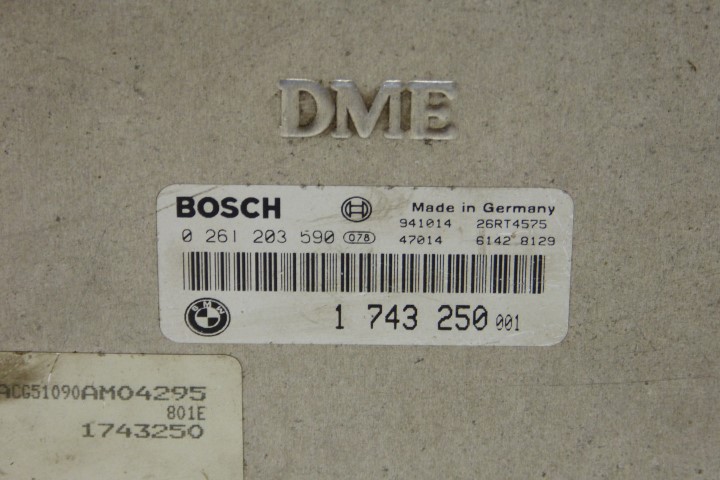 DME
BOSCH Made in Germany
941014 26RT4575
0 261 203 590 078 47014 6142 8129
BMW 1 743 250 001
ACG51090AM04295
801E
1743250